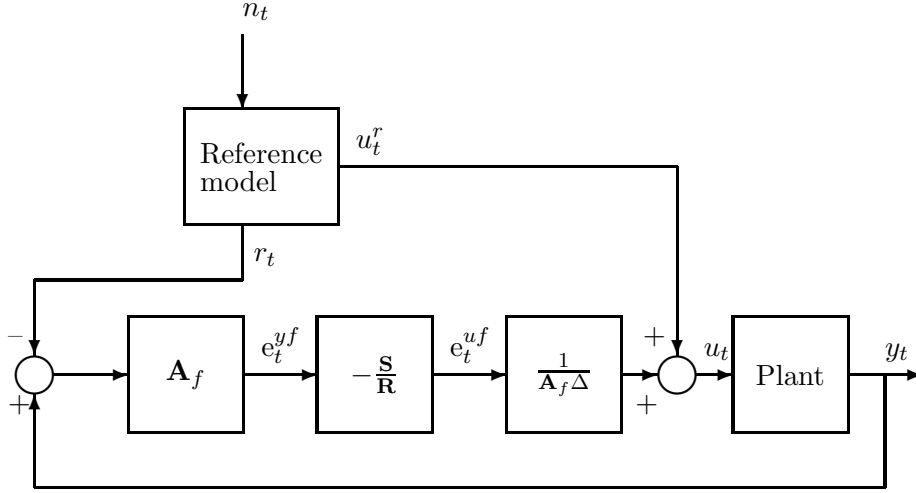 n_t
Reference
model
u_t^r
r_t
−
+
A_f
e_t^{yf}
−S/R
e_t^{uf}
1/(A_f Δ)
+
+
u_t
Plant
y_t